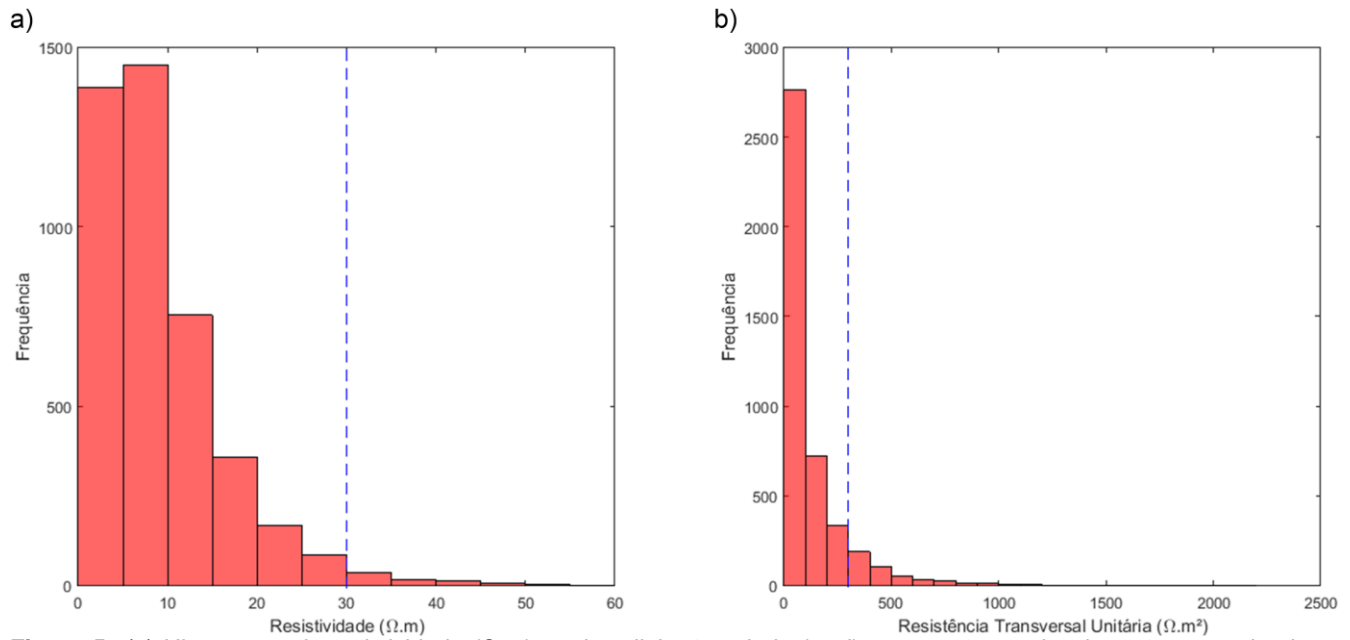 a)
1500
1000
500
0
Frequência
0 10 20 30 40 50 60
Resistividade (Ω.m)
b)
3000
2500
2000
1500
1000
500
0
Frequência
0 500 1000 1500 2000 2500
Resistência Transversal Unitária (Ω.m²)